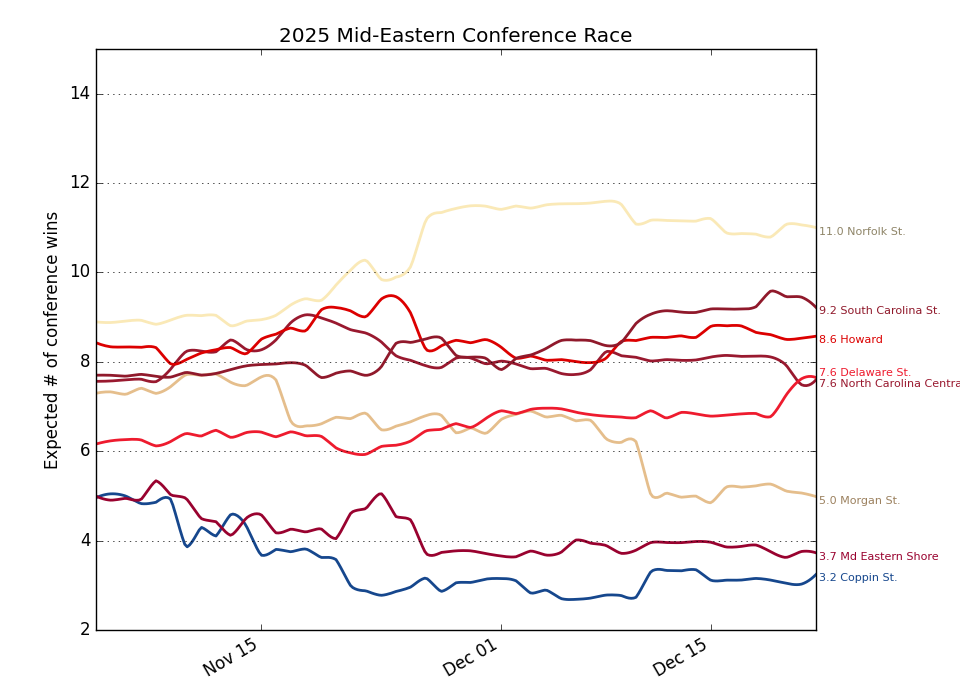 2025 Mid-Eastern Conference Race
Expected # of conference wins
14
12
10
8
6
4
2
Nov 15
Dec 01
Dec 15
11.0 Norfolk St.
9.2 South Carolina St.
8.6 Howard
7.6 Delaware St.
7.6 North Carolina Centra
5.0 Morgan St.
3.7 Md Eastern Shore
3.2 Coppin St.